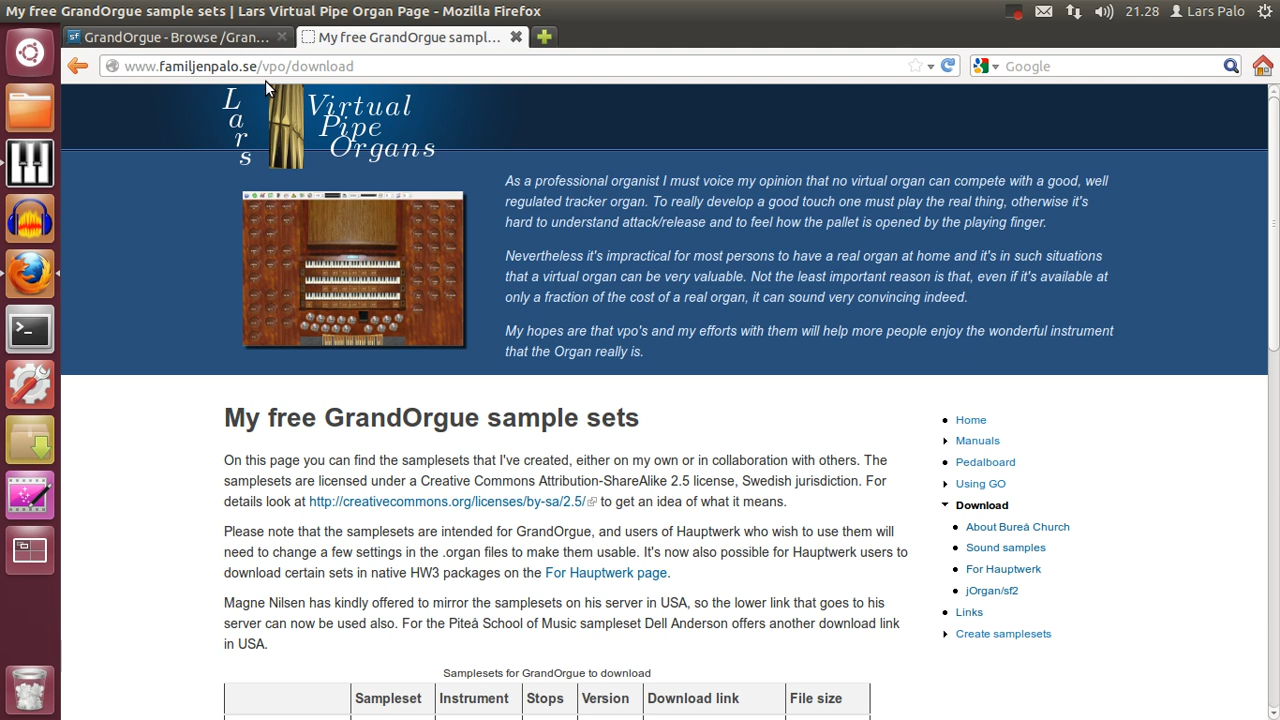 My free GrandOrgue sample sets | Lars Virtual Pipe Organ Page - Mozilla Firefox
21.28 Lars Palo
GrandOrgue - Browse /Gran...
My free GrandOrgue sampl...
www.familjenpalo.se/vpo/download
Google
Lars
Virtual
Pipe
Organs
As a professional organist I must voice my opinion that no virtual organ can compete with a good, well
regulated tracker organ. To really develop a good touch one must play the real thing, otherwise it's
hard to understand attack/release and to feel how the pallet is opened by the playing finger.
Nevertheless it's impractical for most persons to have a real organ at home and it's in such situations
that a virtual organ can be very valuable. Not the least important reason is that, even if it's available at
only a fraction of the cost of a real organ, it can sound very convincing indeed.
My hopes are that vpo's and my efforts with them will help more people enjoy the wonderful instrument
that the Organ really is.
My free GrandOrgue sample sets
On this page you can find the samplesets that I've created, either on my own or in collaboration with others. The
samplesets are licensed under a Creative Commons Attribution-ShareAlike 2.5 license, Swedish jurisdiction. For
details look at http://creativecommons.org/licenses/by-sa/2.5/ to get an idea of what it means.
Please note that the samplesets are intended for GrandOrgue, and users of Hauptwerk who wish to use them will
need to change a few settings in the .organ files to make them usable. It's now also possible for Hauptwerk users to
download certain sets in native HW3 packages on the For Hauptwerk page.
Magne Nilsen has kindly offered to mirror the samplesets on his server in USA, so the lower link that goes to his
server can now be used also. For the Piteå School of Music sampleset Dell Anderson offers another download link
in USA.
Samplesets for GrandOrgue to download
Sampleset Instrument Stops Version Download link File size
Home
Manuals
Pedalboard
Using GO
Download
About Bureå Church
Sound samples
For Hauptwerk
jOrgan/sf2
Links
Create samplesets